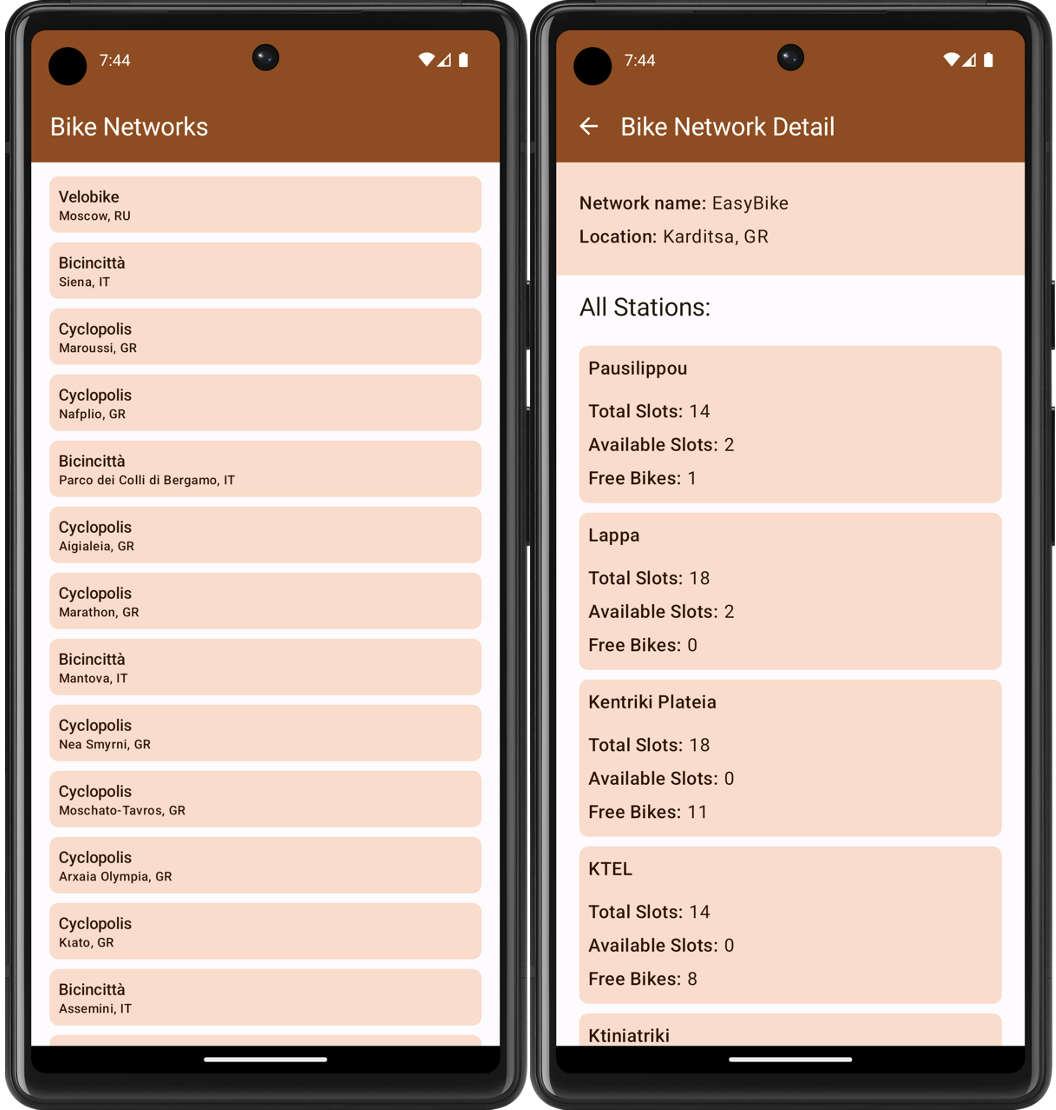 7:44
Bike Networks
Velobike
Moscow, RU
Bicincittà
Siena, IT
Cyclopolis
Maroussi, GR
Cyclopolis
Nafplio, GR
Bicincittà
Parco dei Colli di Bergamo, IT
Cyclopolis
Aigialeia, GR
Cyclopolis
Marathon, GR
Bicincittà
Mantova, IT
Cyclopolis
Nea Smyrni, GR
Cyclopolis
Moschato-Tavros, GR
Cyclopolis
Arxaia Olympia, GR
Cyclopolis
Kιato, GR
Bicincittà
Assemini, IT
7:44
Bike Network Detail
Network name: EasyBike
Location: Karditsa, GR
All Stations:
Pausilippou
Total Slots: 14
Available Slots: 2
Free Bikes: 1
Lappa
Total Slots: 18
Available Slots: 2
Free Bikes: 0
Kentriki Plateia
Total Slots: 18
Available Slots: 0
Free Bikes: 11
KTEL
Total Slots: 14
Available Slots: 0
Free Bikes: 8
Ktiniatriki